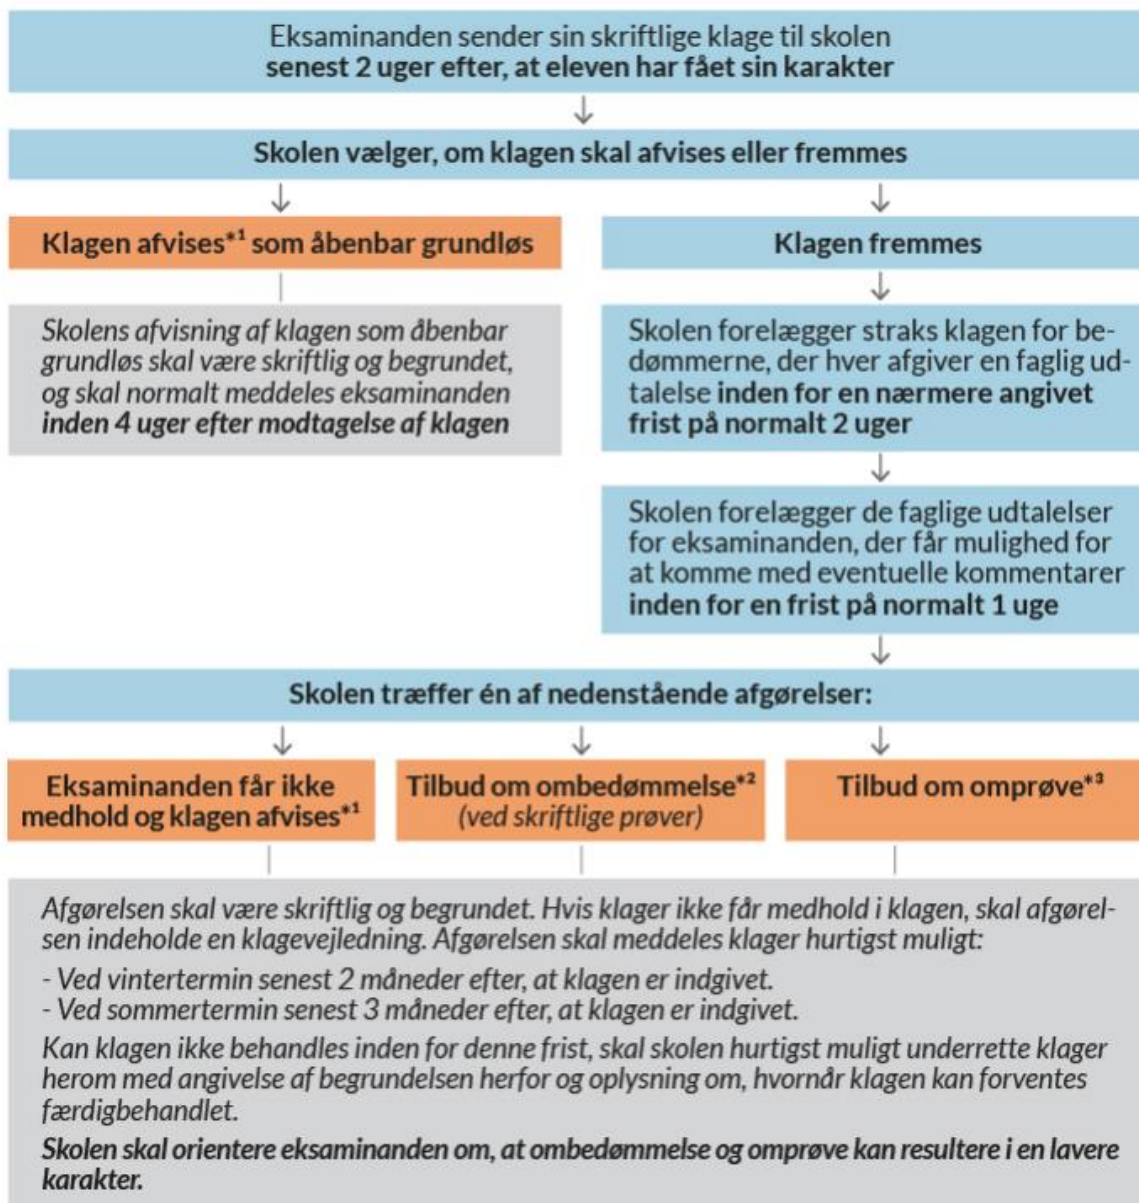 Eksaminanden sender sin skriftlige klage til skolen
senest 2 uger efter, at eleven har fået sin karakter
Skolen vælger, om klagen skal afvises eller fremmes
Klagen afvises*¹ som åbenbar grundløs
Skolens afvisning af klagen som åbenbar
grundløs skal være skriftlig og begrundet,
og skal normalt meddeles eksaminanden
inden 4 uger efter modtagelse af klagen
Klagen fremmes
Skolen forelægger straks klagen for be-
dømmerne, der hver afgiver en faglig ud-
talelse inden for en nærmere angivet
frist på normalt 2 uger
Skolen forelægger de faglige udtalelser
for eksaminanden, der får mulighed for
at komme med eventuelle kommentarer
inden for en frist på normalt 1 uge
Skolen træffer én af nedenstående afgørelser:
Eksaminanden får ikke
medhold og klagen afvises*¹
Tilbud om ombedømmelse*²
(ved skriftlige prøver)
Tilbud om omprøve*³
Afgørelsen skal være skriftlig og begrundet. Hvis klager ikke får medhold i klagen, skal afgørel-
sen indeholde en klagevejledning. Afgørelsen skal meddeles klager hurtigst muligt:
- Ved vintertermin senest 2 måneder efter, at klagen er indgivet.
- Ved sommertermin senest 3 måneder efter, at klagen er indgivet.
Kan klagen ikke behandles inden for denne frist, skal skolen hurtigst muligt underrette klager
herom med angivelse af begrundelsen herfor og oplysning om, hvornår klagen kan forventes
færdigbehandlet.
Skolen skal orientere eksaminanden om, at ombedømmelse og omprøve kan resultere i en lavere
karakter.